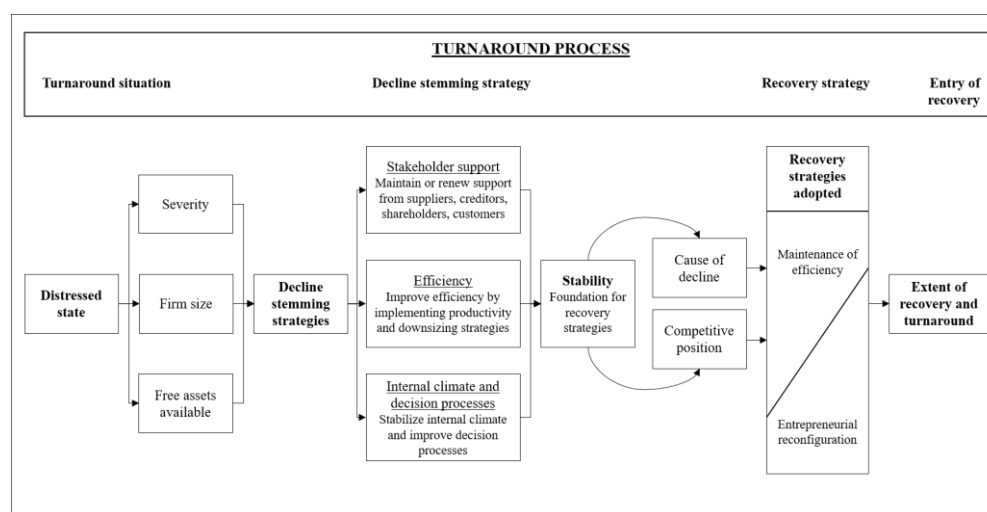 TURNAROUND PROCESS
Turnaround situation
Decline stemming strategy
Recovery strategy
Entry of
recovery
Distressed
state
Severity
Firm size
Free assets
available
Decline
stemming
strategies
Stakeholder support
Maintain or renew support
from suppliers, creditors,
shareholders, customers
Efficiency
Improve efficiency by
implementing productivity
and downsizing strategies
Internal climate and
decision processes
Stabilize internal climate
and improve decision
processes
Stability
Foundation for
recovery
strategies
Cause of
decline
Competitive
position
Recovery
strategies
adopted
Maintenance of
efficiency
Entrepreneurial
reconfiguration
Extent of
recovery and
turnaround